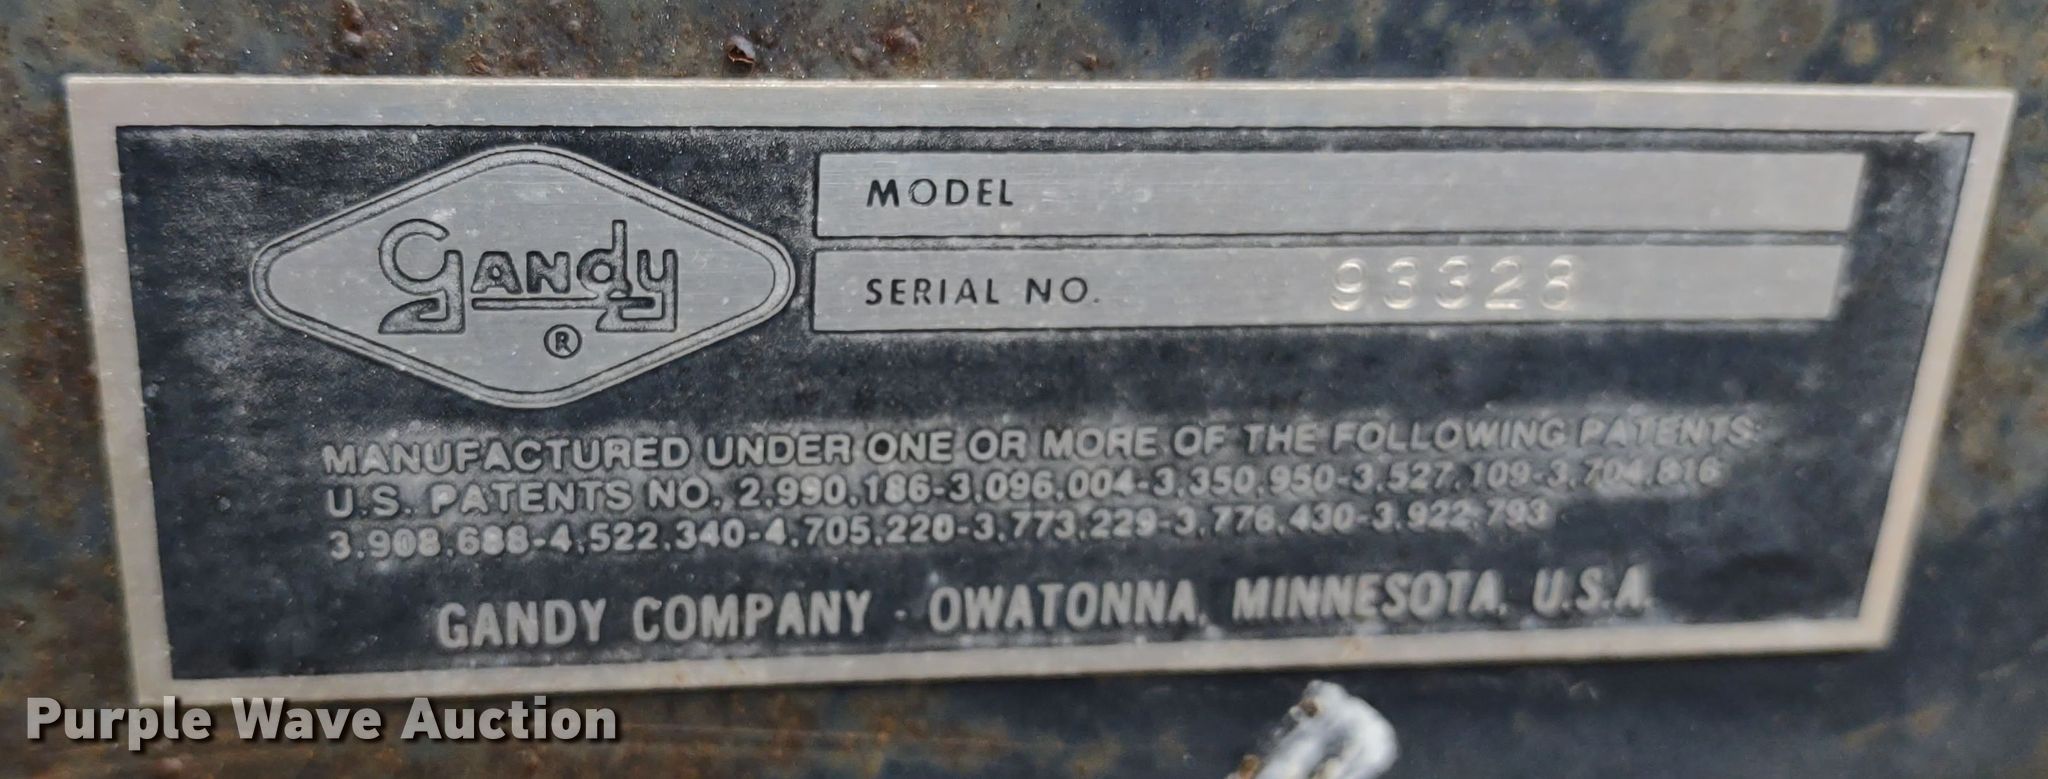 gandy
®
MODEL
SERIAL NO. 93328
MANUFACTURED UNDER ONE OR MORE OF THE FOLLOWING PATENTS:
U.S. PATENTS NO. 2,990,186-3,096,004-3,350,950-3,527,109-3,704,816
3,908,688-4,522,340-4,705,220-3,773,229-3,776,430-3,922,793
GANDY COMPANY - OWATONNA, MINNESOTA, U.S.A.
Purple Wave Auction